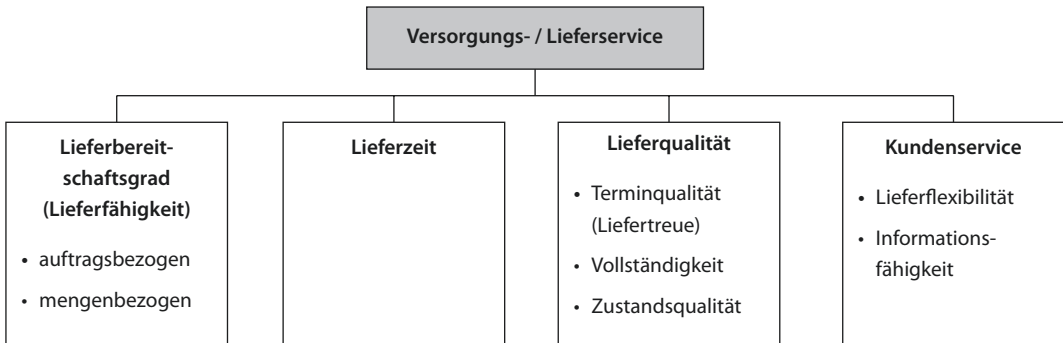 Versorgungs- / Lieferservice
Lieferbereit-
schaftsgrad
(Lieferfähigkeit)
• auftragsbezogen
• mengenbezogen
Lieferzeit
Lieferqualität
• Terminqualität
(Liefertreue)
• Vollständigkeit
• Zustandsqualität
Kundenservice
• Lieferflexibilität
• Informations-
fähigkeit